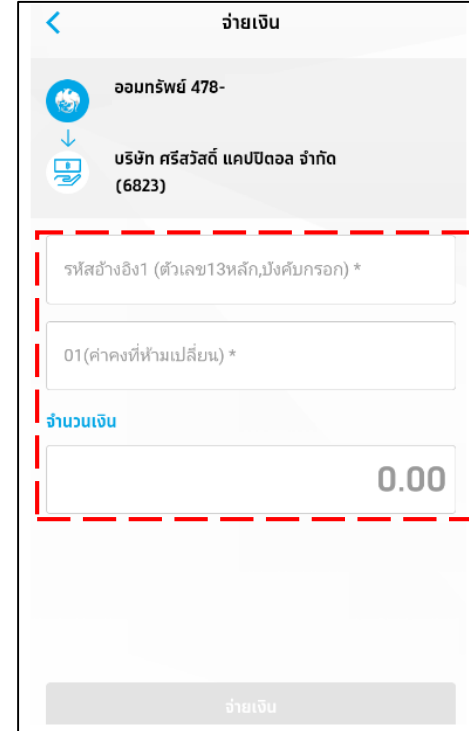 จ่ายเงิน
ออมทรัพย์ 478-
บริษัท ศรีสวัสดิ์ แคปปิตอล จำกัด
(6823)
รหัสอ้างอิง1 (ตัวเลข13หลัก,บังคับกรอก) *
01(ค่าคงที่ห้ามเปลี่ยน) *
จำนวนเงิน
0.00
จ่ายเงิน